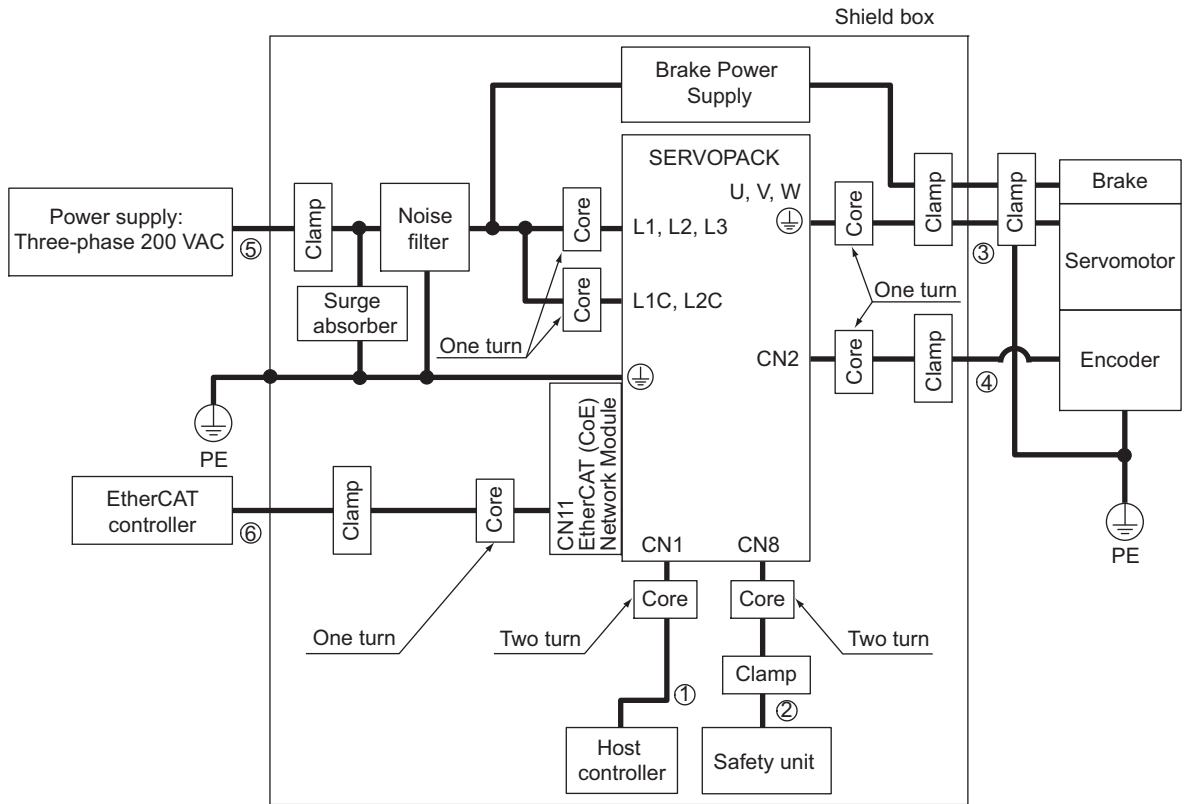 Shield box
Brake Power
Supply
SERVOPACK
U, V, W
L1, L2, L3
L1C, L2C
CN2
CN11
EtherCAT (CoE)
Network Module
CN1
CN8
Power supply:
Three-phase 200 VAC
⑤
Clamp
Noise
filter
Surge
absorber
Core
Core
One turn
PE
EtherCAT
controller
⑥
Clamp
Core
One turn
Core
Two turn
①
Host
controller
Core
Two turn
Clamp
②
Safety unit
Core
Clamp
Clamp
③
One turn
Core
Clamp
④
Brake
Servomotor
Encoder
PE